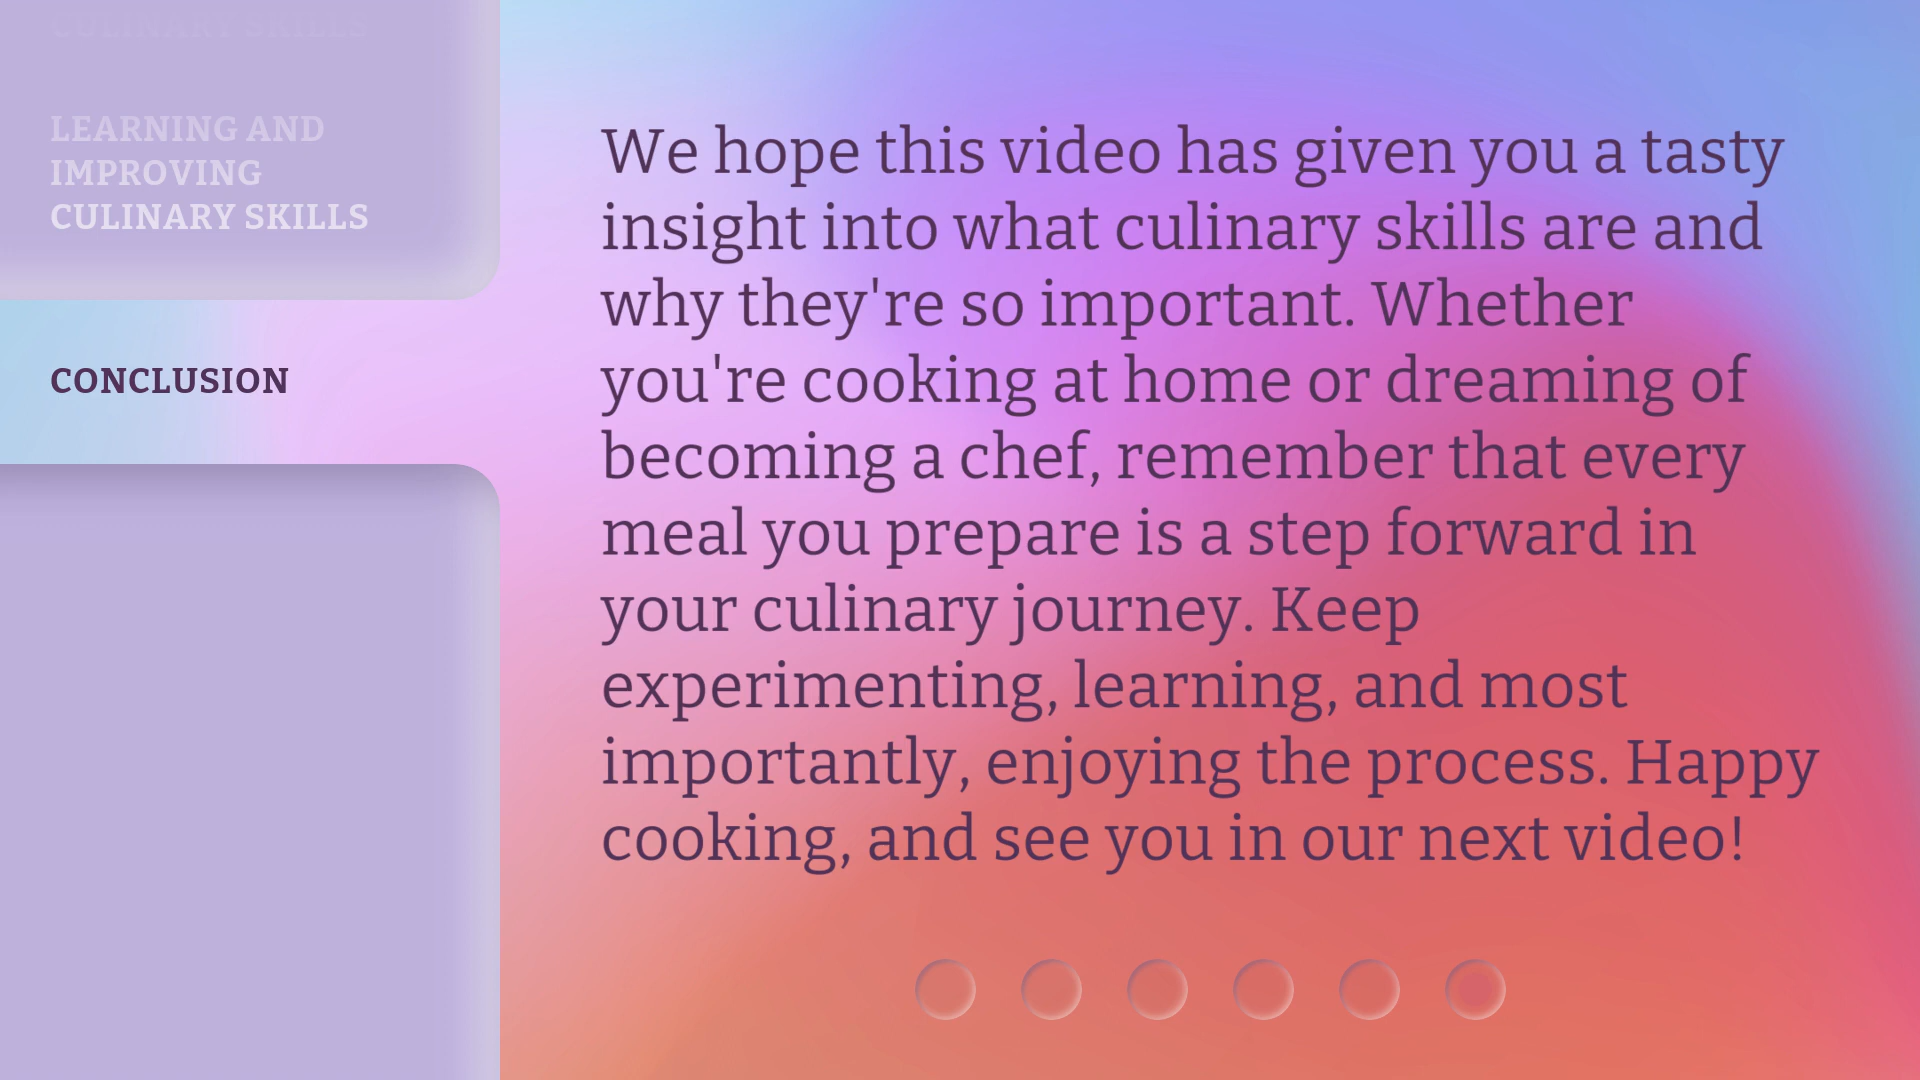 CULINARY SKILLS
LEARNING AND
IMPROVING
CULINARY SKILLS
CONCLUSION
We hope this video has given you a tasty
insight into what culinary skills are and
why they're so important. Whether
you're cooking at home or dreaming of
becoming a chef, remember that every
meal you prepare is a step forward in
your culinary journey. Keep
experimenting, learning, and most
importantly, enjoying the process. Happy
cooking, and see you in our next video!